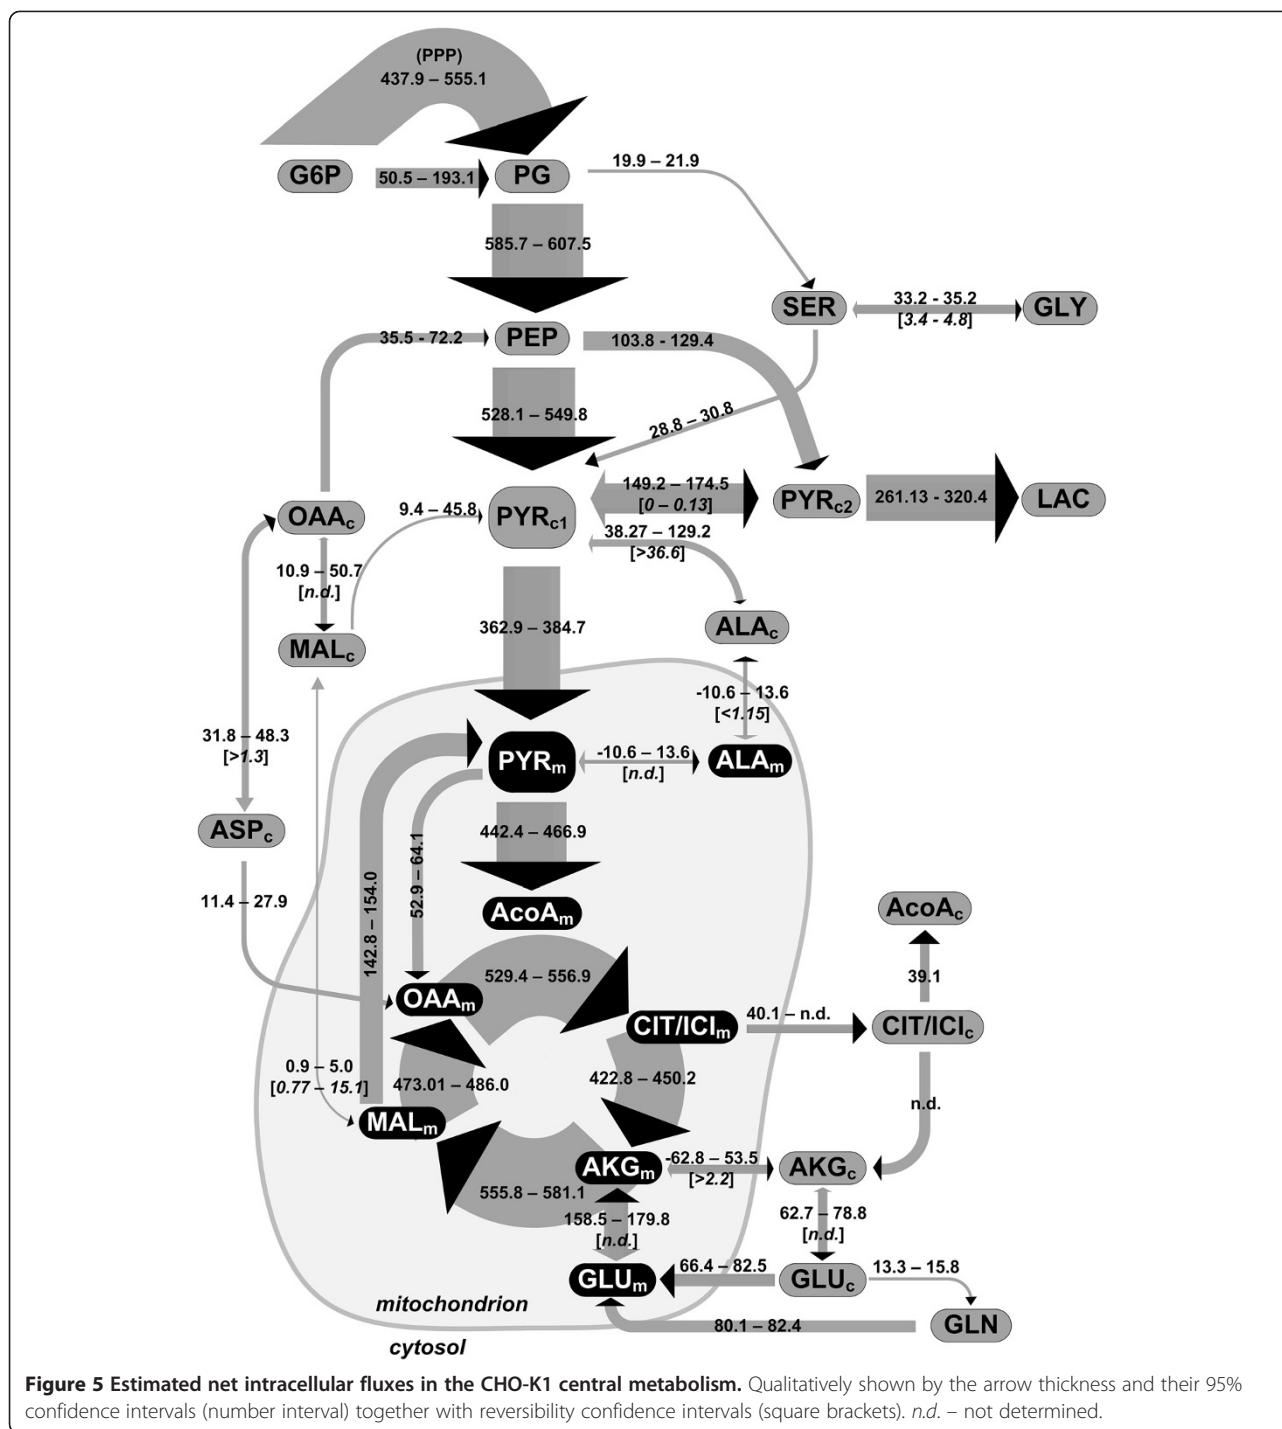 (PPP)
437.9 – 555.1
G6P
50.5 – 193.1
PG
19.9 – 21.9
585.7 – 607.5
SER
33.2 - 35.2
[3.4 - 4.8]
GLY
35.5 - 72.2
PEP
103.8 - 129.4
528.1 – 549.8
28.8 – 30.8
OAAc
9.4 – 45.8
PYRc1
149.2 – 174.5
[0 – 0.13]
PYRc2
261.13 - 320.4
LAC
38.27 – 129.2
[>36.6]
10.9 – 50.7
[n.d.]
MALc
362.9 – 384.7
ALAc
-10.6 – 13.6
[<1.15]
31.8 – 48.3
[>1.3]
PYRm
-10.6 – 13.6
[n.d.]
ALAm
ASPc
442.4 – 466.9
52.9 – 64.1
142.8 – 154.0
11.4 – 27.9
AcoAm
AcoAc
529.4 – 556.9
39.1
OAAm
CIT/ICIm
40.1 – n.d.
CIT/ICIc
0.9 – 5.0
[0.77 – 15.1]
473.01 – 486.0
422.8 – 450.2
n.d.
MALm
AKGm
-62.8 – 53.5
[>2.2]
AKGc
555.8 – 581.1
158.5 – 179.8
[n.d.]
62.7 – 78.8
[n.d.]
GLUm
66.4 – 82.5
GLUc
13.3 – 15.8
mitochondrion
80.1 – 82.4
GLN
cytosol
Figure 5 Estimated net intracellular fluxes in the CHO-K1 central metabolism. Qualitatively shown by the arrow thickness and their 95%
confidence intervals (number interval) together with reversibility confidence intervals (square brackets). n.d. – not determined.